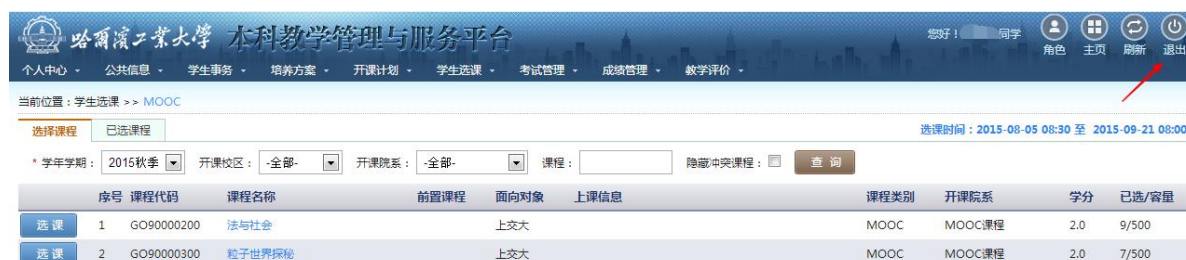 哈爾濱工業大學 本科教学管理与服务平台 您好！ 同学 角色 主页 刷新 退出
个人中心 公共信息 学生事务 培养方案 开课计划 学生选课 考试管理 成绩管理 教学评价
当前位置：学生选课 >> MOOC
选择课程 已选课程 选课时间：2015-08-05 08:30 至 2015-09-21 08:00
* 学年学期： 2015秋季 开课校区： -全部- 开课院系： -全部- 课程： 隐蔽冲突课程： 查 询
序号 课程代码 课程名称 前置课程 面向对象 上课信息 课程类别 开课院系 学分 已选/容量
选 课 1 GO90000200 法与社会 上交大 MOOC MOOC课程 2.0 9/500
选 课 2 GO90000300 粒子世界探秘 上交大 MOOC MOOC课程 2.0 7/500